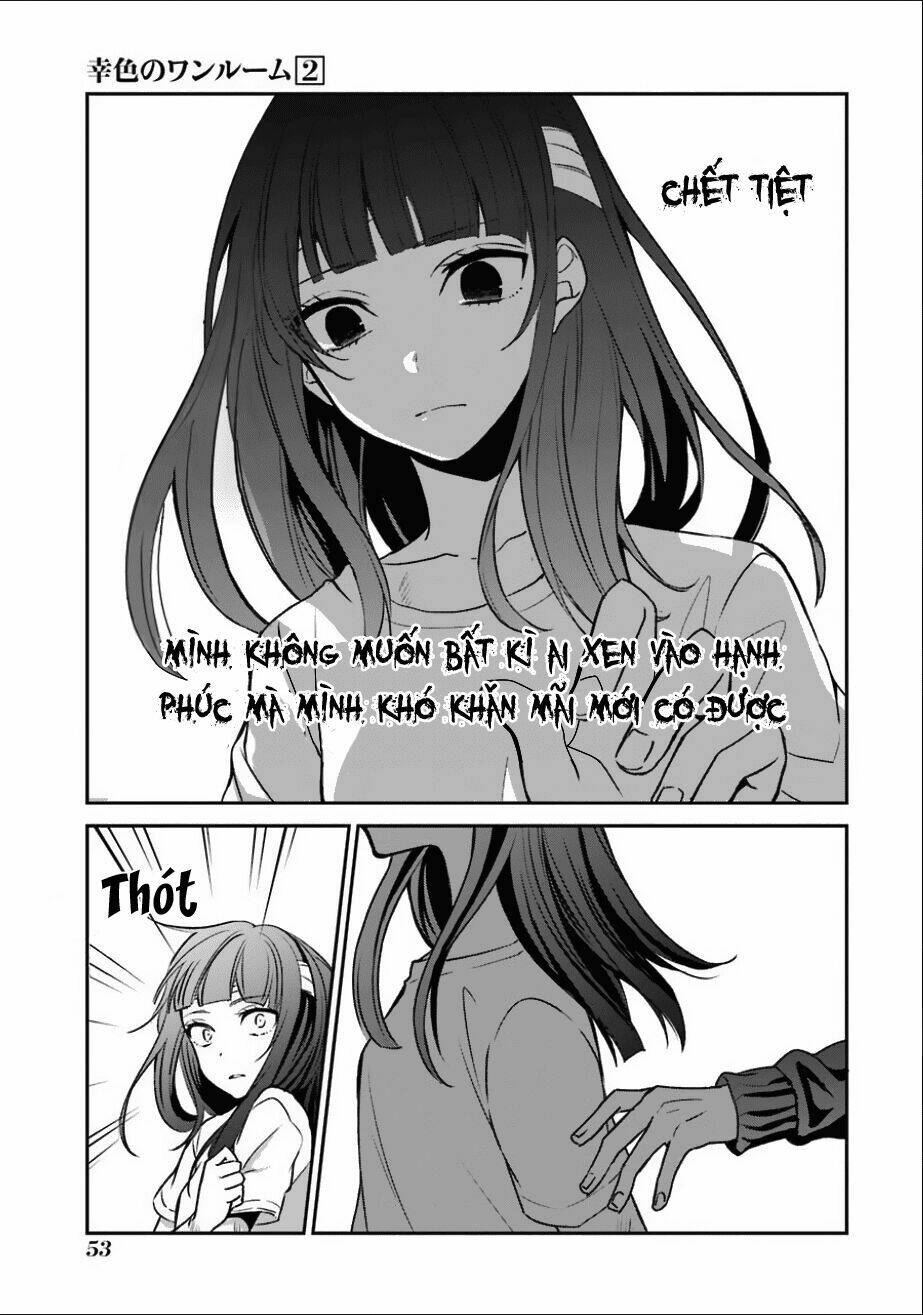 幸色のワンルーム 2
CHẾT TIỆT
MÌNH KHÔNG MUỐN BẤT KÌ AI XEN VÀO HẠNH
PHÚC MÀ MÌNH KHÓ KHĂN MÃI MỚI CÓ ĐƯỢC
Thót
53